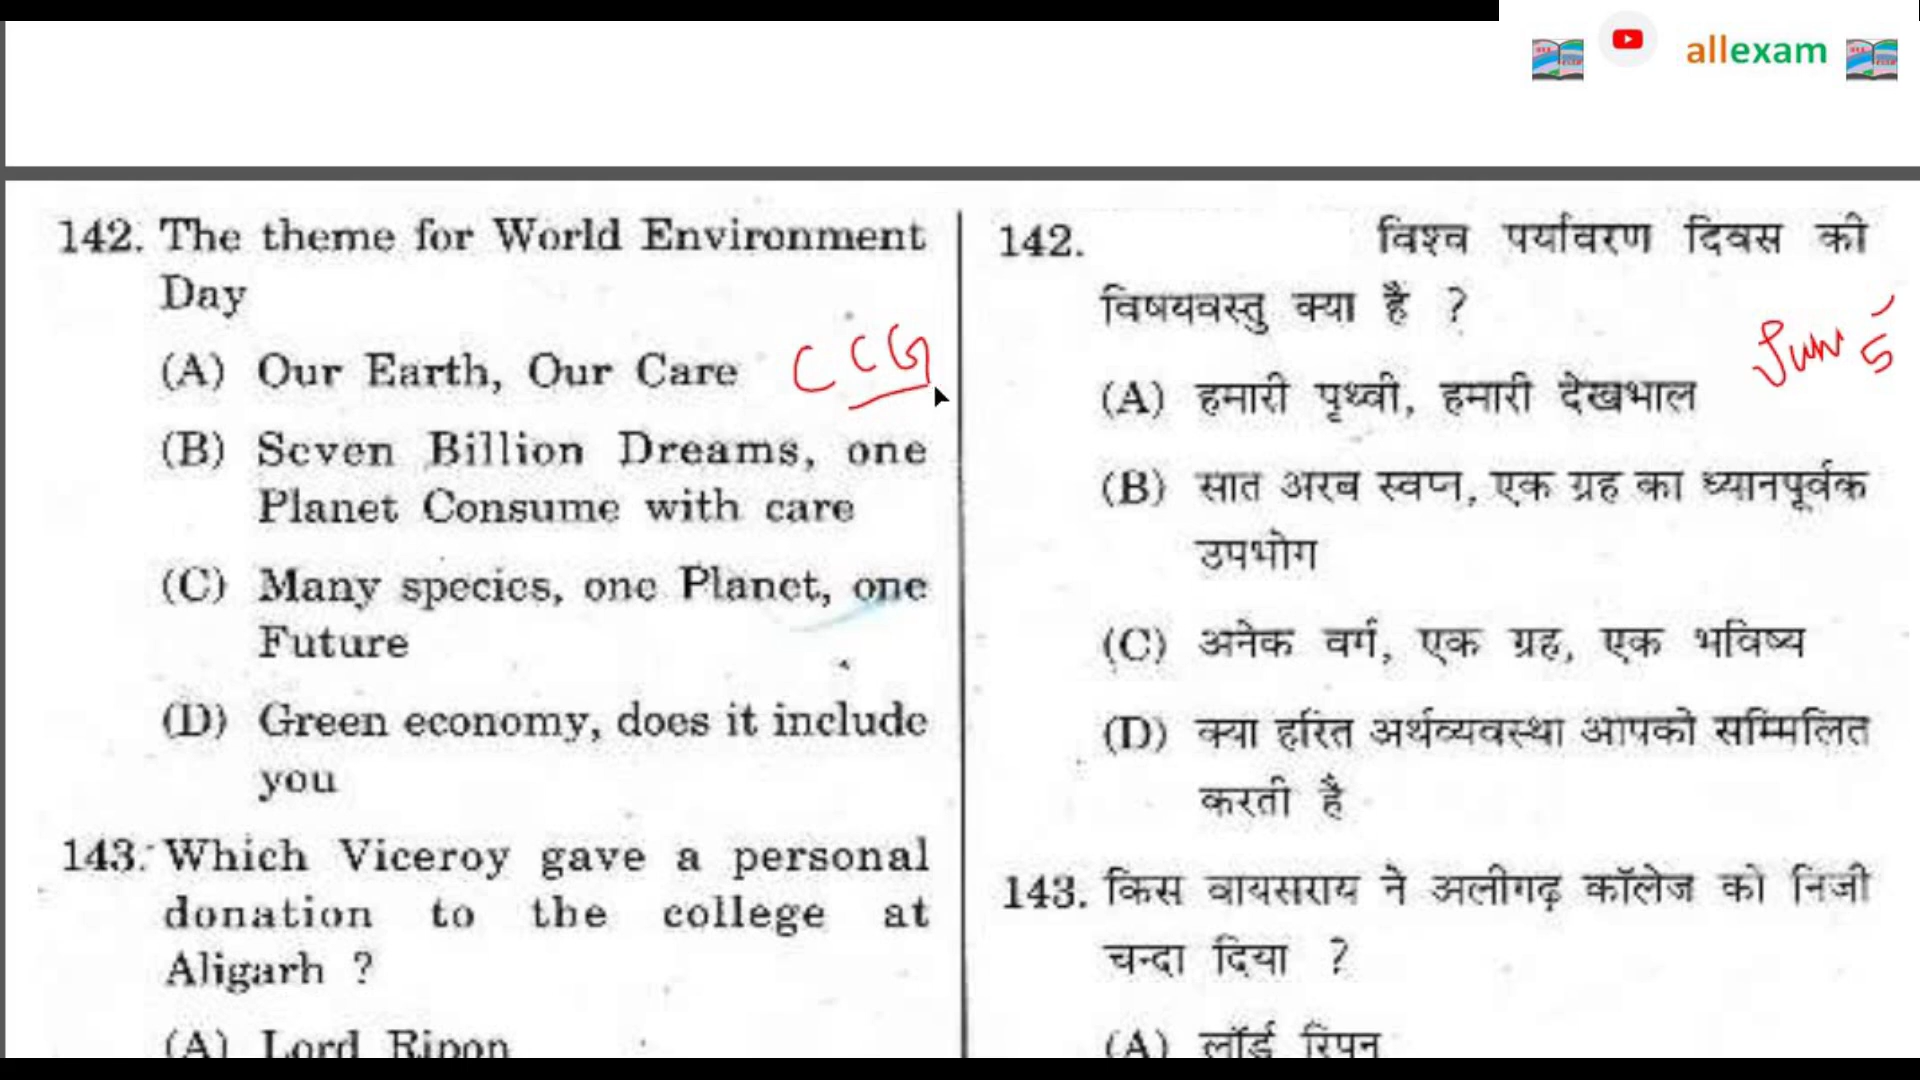 allexam
142. The theme for World Environment
Day
(A) Our Earth, Our Care
CCG
(B) Seven Billion Dreams, one
Planet Consume with care
(C) Many species, one Planet, one
Future
(D) Green economy, does it include
you
143. Which Viceroy gave a personal
donation to the college at
Aligarh ?
(A) Lord Ripon
142. विश्व पर्यावरण दिवस की
विषयवस्तु क्या है ?
June 5
(A) हमारी पृथ्वी, हमारी देखभाल
(B) सात अरब स्वप्न, एक ग्रह का ध्यानपूर्वक
उपभोग
(C) अनेक वर्ग, एक ग्रह, एक भविष्य
(D) क्या हरित अर्थव्यवस्था आपको सम्मिलित
करती है
143. किस वायसराय ने अलीगढ़ कॉलेज को निजी
चन्दा दिया ?
(A) लॉर्ड रिपन